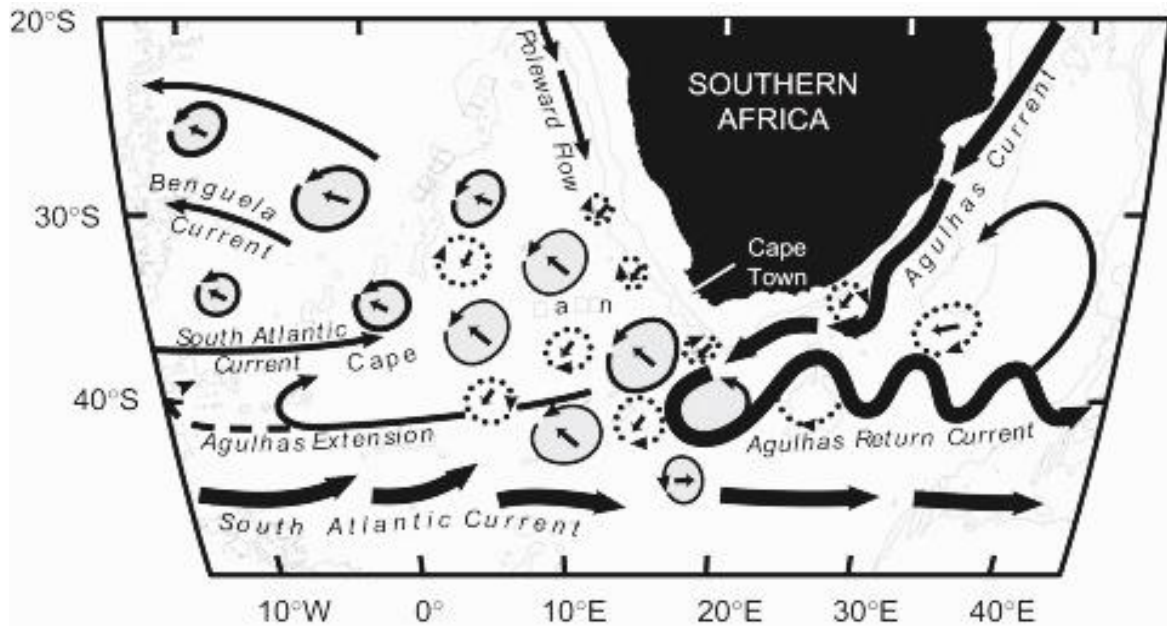 20°S
SOUTHERN
AFRICA
Poleward Flow
Agulhas Current
Benguela
Current
30°S
Cape
Town
a n
South Atlantic
Current
Cape
40°S
Agulhas Extension
Agulhas Return Current
South Atlantic Current
10°W
0°
10°E
20°E
30°E
40°E